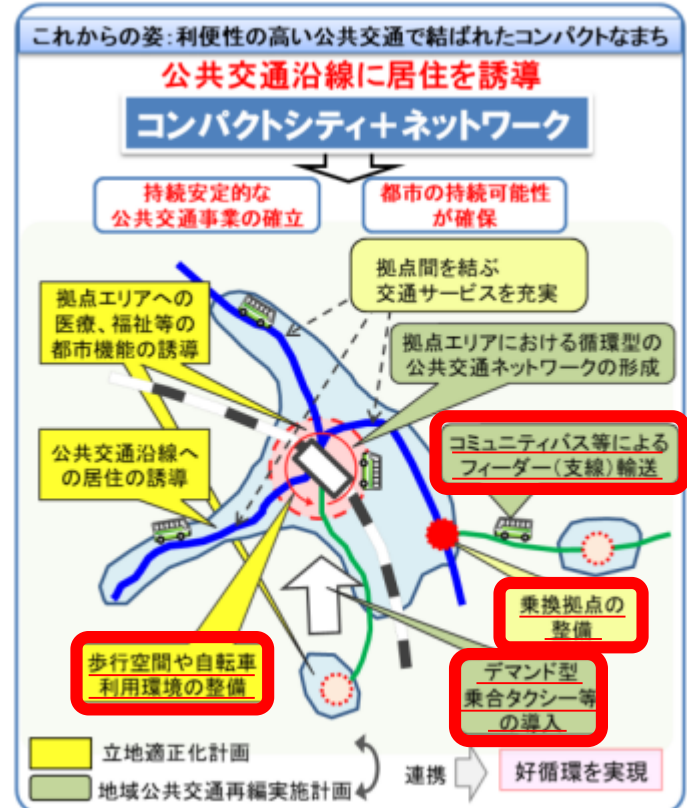 これからの姿：利便性の高い公共交通で結ばれたコンパクトなまち
公共交通沿線に居住を誘導
コンパクトシティ＋ネットワーク
持続安定的な
公共交通事業の確立
都市の持続可能性
が確保
拠点間を結ぶ
交通サービスを充実
拠点エリアへの
医療、福祉等の
都市機能の誘導
拠点エリアにおける循環型の
公共交通ネットワークの形成
公共交通沿線へ
の居住の誘導
コミュニティバス等による
フィーダー（支線）輸送
乗換拠点の
整備
歩行空間や自転車
利用環境の整備
デマンド型
乗合タクシー等
の導入
立地適正化計画
地域公共交通再編実施計画
連携
好循環を実現